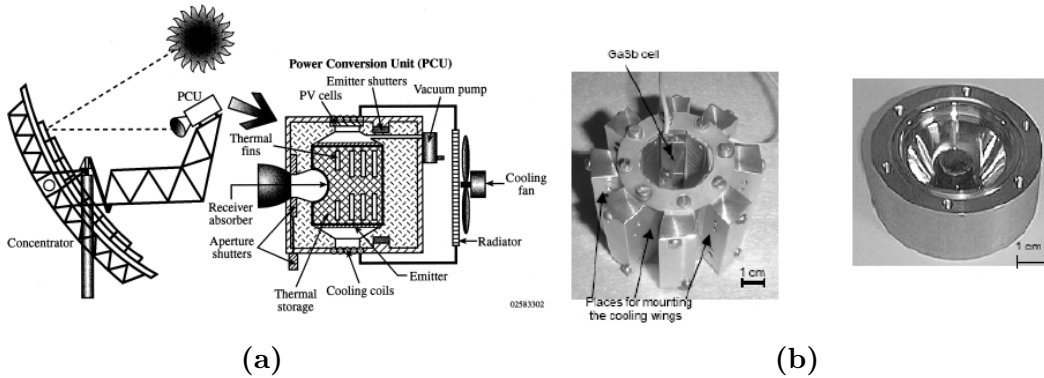 Power Conversion Unit (PCU)
PCU
Emitter shutters
PV cells
Vacuum pump
Thermal
fins
Cooling
fan
Receiver
absorber
Radiator
Concentrator
Aperture
shutters
Emitter
Thermal
storage
Cooling coils
02583302
(a)
GaSb cell
1 cm
Places for mounting
the cooling wings
1 cm
(b)